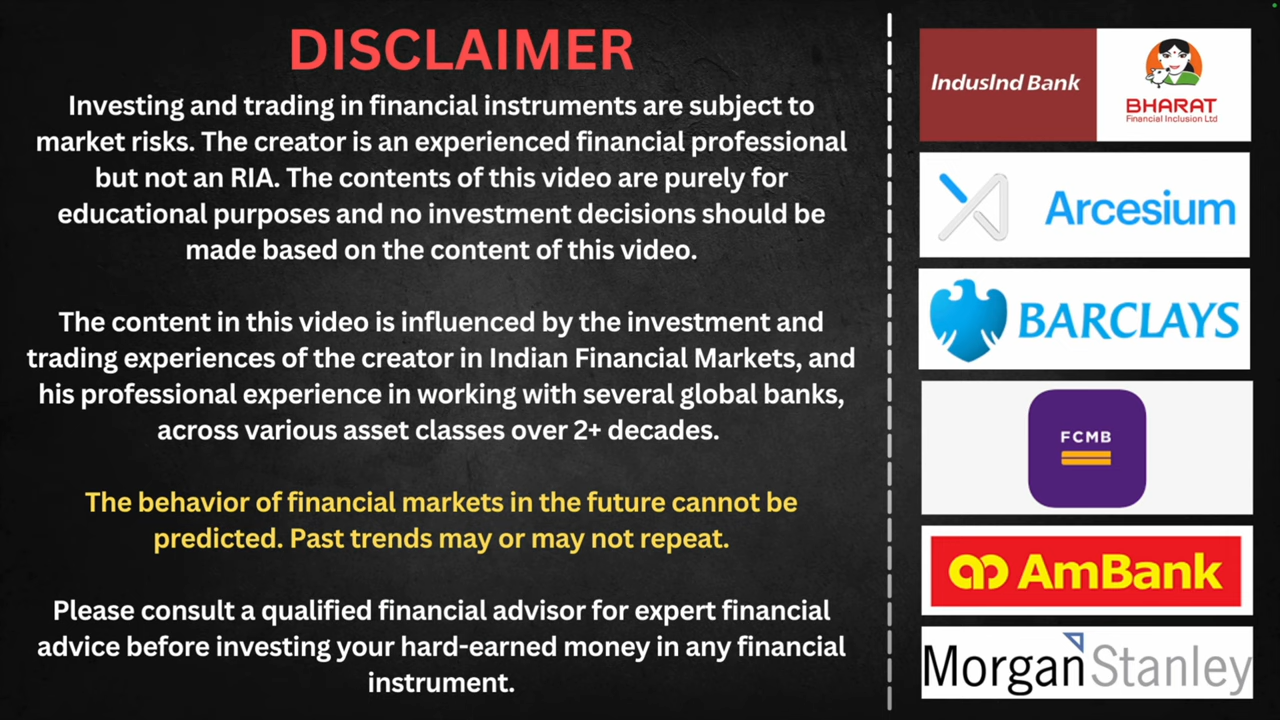 DISCLAIMER
Investing and trading in financial instruments are subject to
market risks. The creator is an experienced financial professional
but not an RIA. The contents of this video are purely for
educational purposes and no investment decisions should be
made based on the content of this video.
The content in this video is influenced by the investment and
trading experiences of the creator in Indian Financial Markets, and
his professional experience in working with several global banks,
across various asset classes over 2+ decades.
The behavior of financial markets in the future cannot be
predicted. Past trends may or may not repeat.
Please consult a qualified financial advisor for expert financial
advice before investing your hard-earned money in any financial
instrument.
IndusInd Bank
BHARAT
Financial Inclusion Ltd
Arcesium
BARCLAYS
FCMB
AmBank
Morgan Stanley